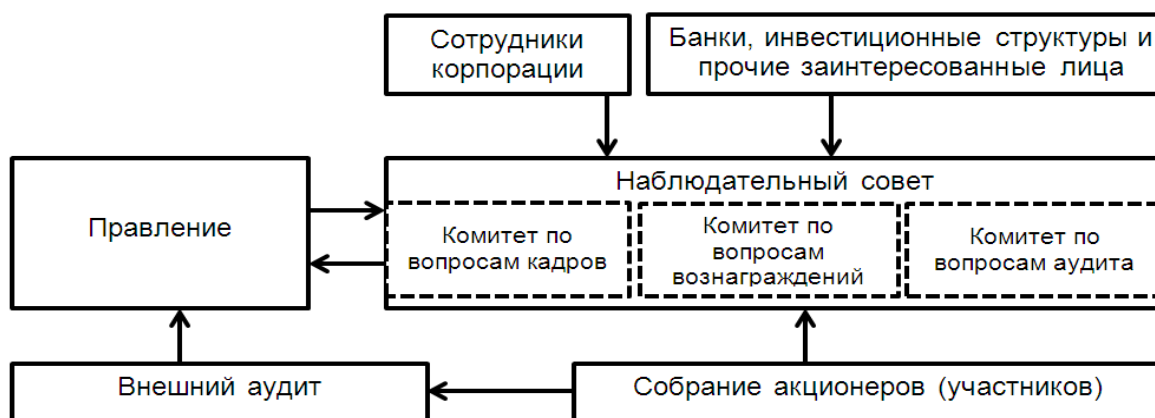 Сотрудники
корпорации
Банки, инвестиционные структуры и
прочие заинтересованные лица
Правление
Наблюдательный совет
Комитет по
вопросам кадров
Комитет по
вопросам
вознаграждений
Комитет по
вопросам аудита
Внешний аудит
Собрание акционеров (участников)